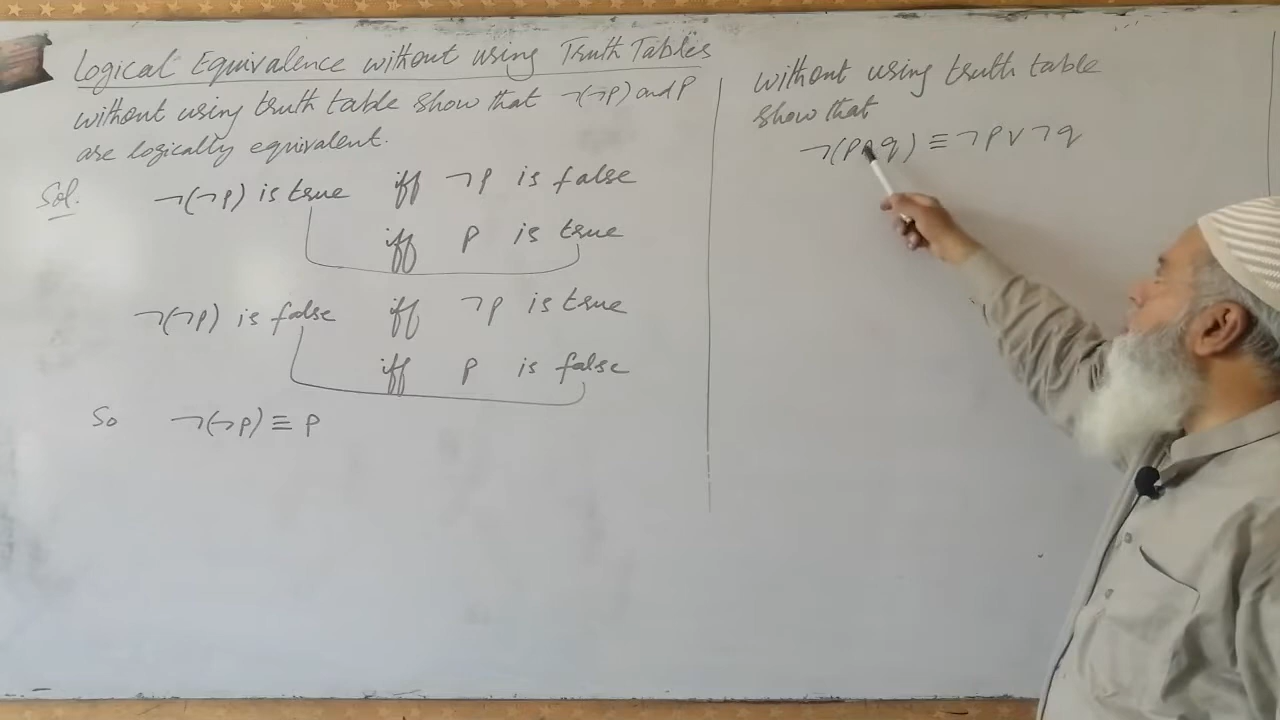 Logical Equivalence without using Truth Tables
without using truth table show that ¬(¬p) and p
are logically equivalent.
Sol. ¬(¬p) is true iff ¬p is false
iff p is true
¬(¬p) is false iff ¬p is true
iff p is false
So ¬(¬p) ≡ p
without using truth table
show that
¬(p∧q) ≡ ¬p∨¬q